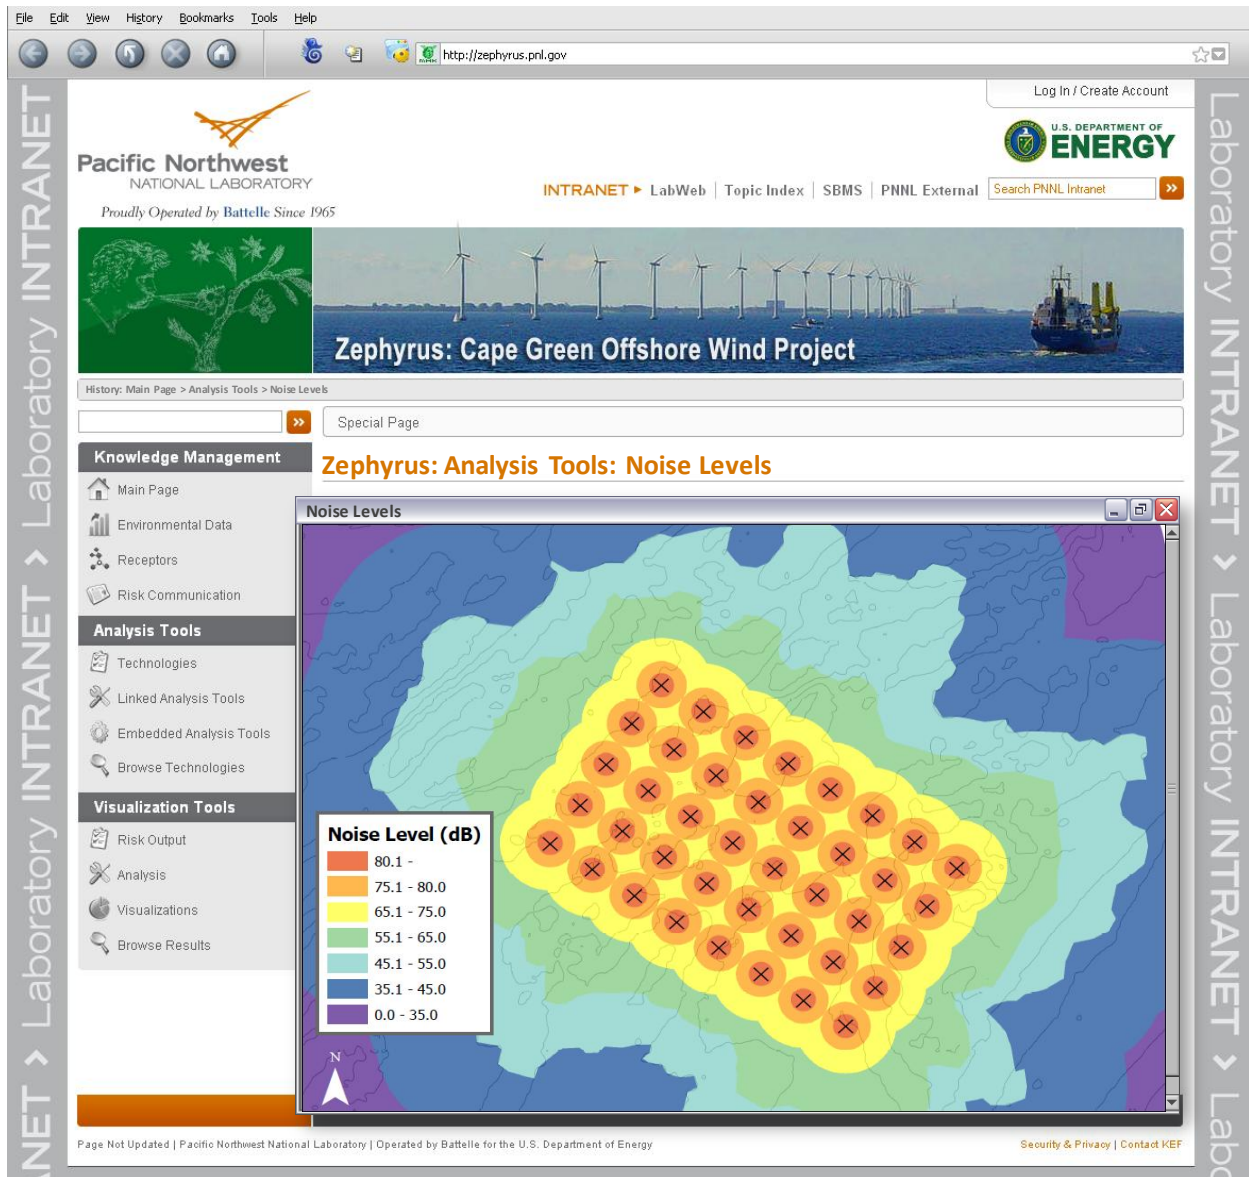 File Edit View History Bookmarks Tools Help
http://zephyrus.pnl.gov
Log In / Create Account
Pacific Northwest
NATIONAL LABORATORY
Proudly Operated by Battelle Since 1965
U.S. DEPARTMENT OF
ENERGY
INTRANET ► LabWeb | Topic Index | SBMS | PNNL External
Search PNNL Intranet »
Zephyrus: Cape Green Offshore Wind Project
History: Main Page > Analysis Tools > Noise Levels
»
Special Page
Knowledge Management
Main Page
Environmental Data
Receptors
Risk Communication
Analysis Tools
Technologies
Linked Analysis Tools
Embedded Analysis Tools
Browse Technologies
Visualization Tools
Risk Output
Analysis
Visualizations
Browse Results
Zephyrus: Analysis Tools: Noise Levels
Noise Levels
Noise Level (dB)
80.1 -
75.1 - 80.0
65.1 - 75.0
55.1 - 65.0
45.1 - 55.0
35.1 - 45.0
0.0 - 35.0
N
Page Not Updated | Pacific Northwest National Laboratory | Operated by Battelle for the U.S. Department of Energy
Security & Privacy | Contact KEF
NET > Laboratory INTRANET > Laboratory INTRANET
Laboratory INTRANET > Laboratory INTRANET > Labo